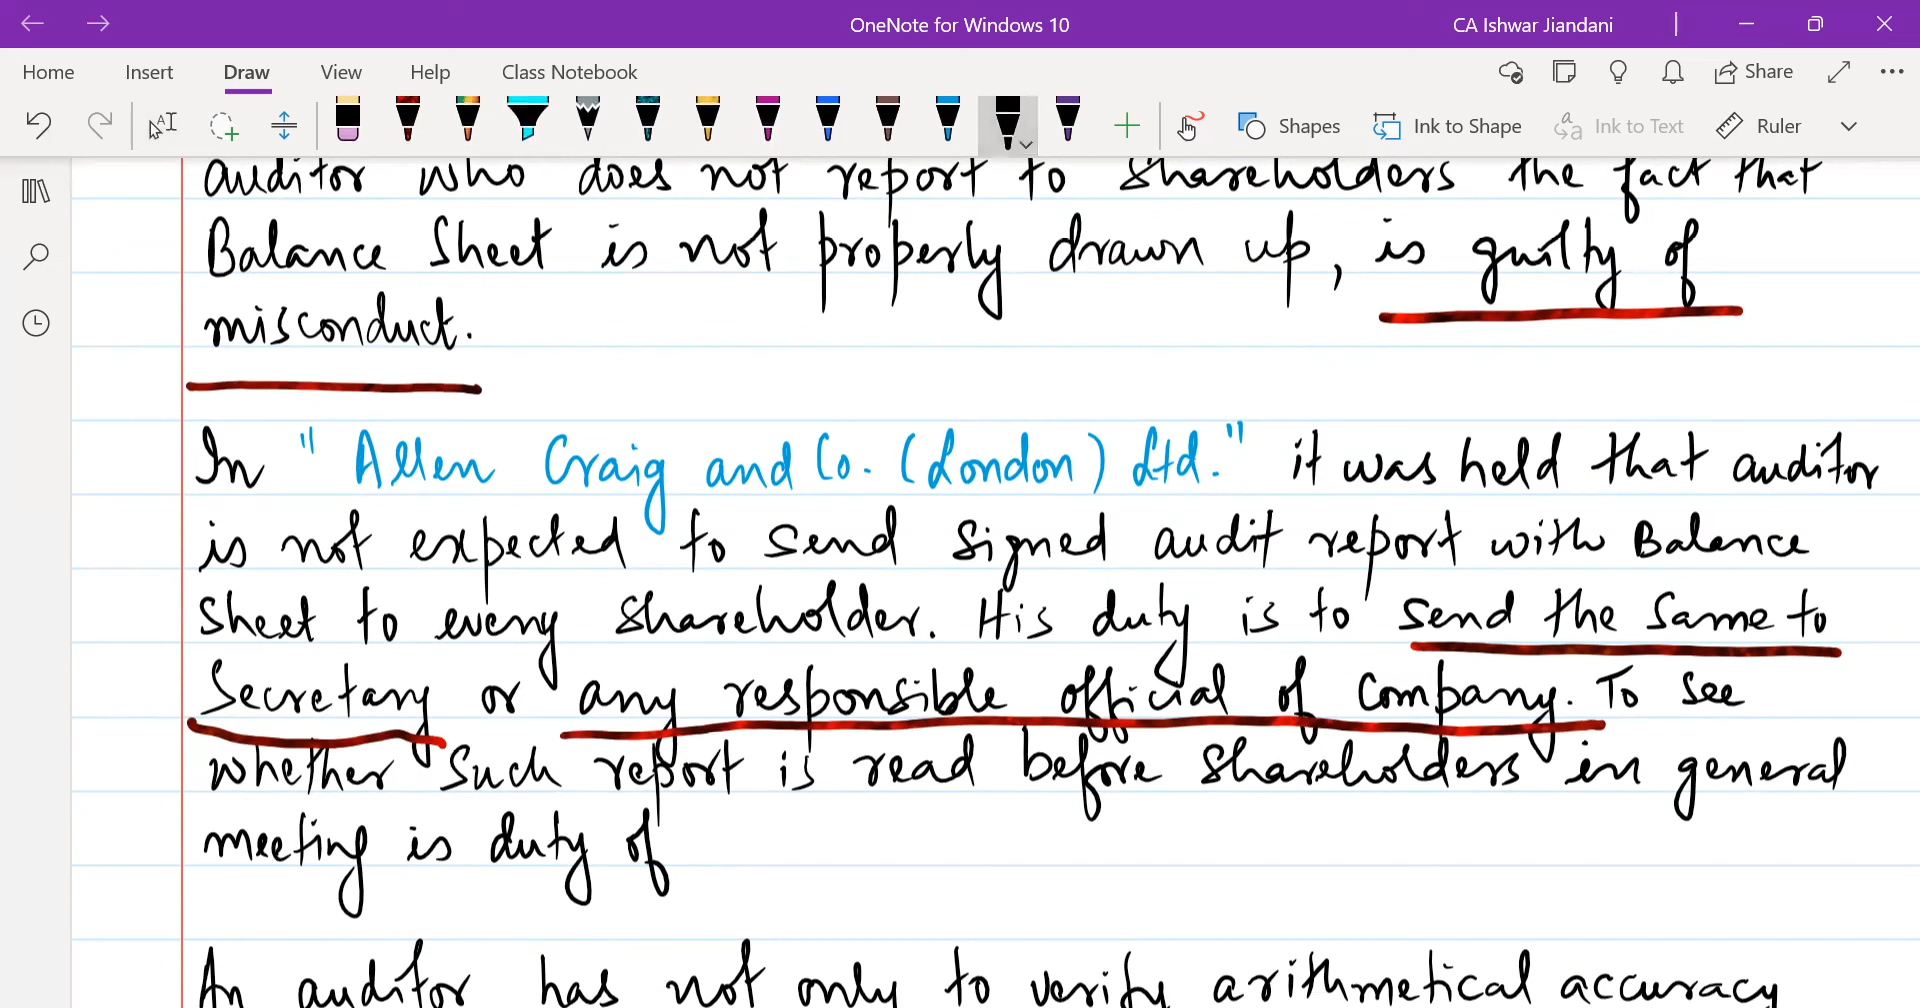 OneNote for Windows 10
CA Ishwar Jiandani
Home Insert Draw View Help Class Notebook
Share
Shapes Ink to Shape Ink to Text Ruler
auditor who does not report to shareholders the fact that
Balance Sheet is not properly drawn up, is guilty of
misconduct.
In "Allen Craig and Co. (London) Ltd." it was held that auditor
is not expected to send signed audit report with Balance
Sheet to every shareholder. His duty is to send the same to
Secretary or any responsible official of company. To see
whether such report is read before shareholders in general
meeting is duty of
An auditor has not only to verify arithmetical accuracy